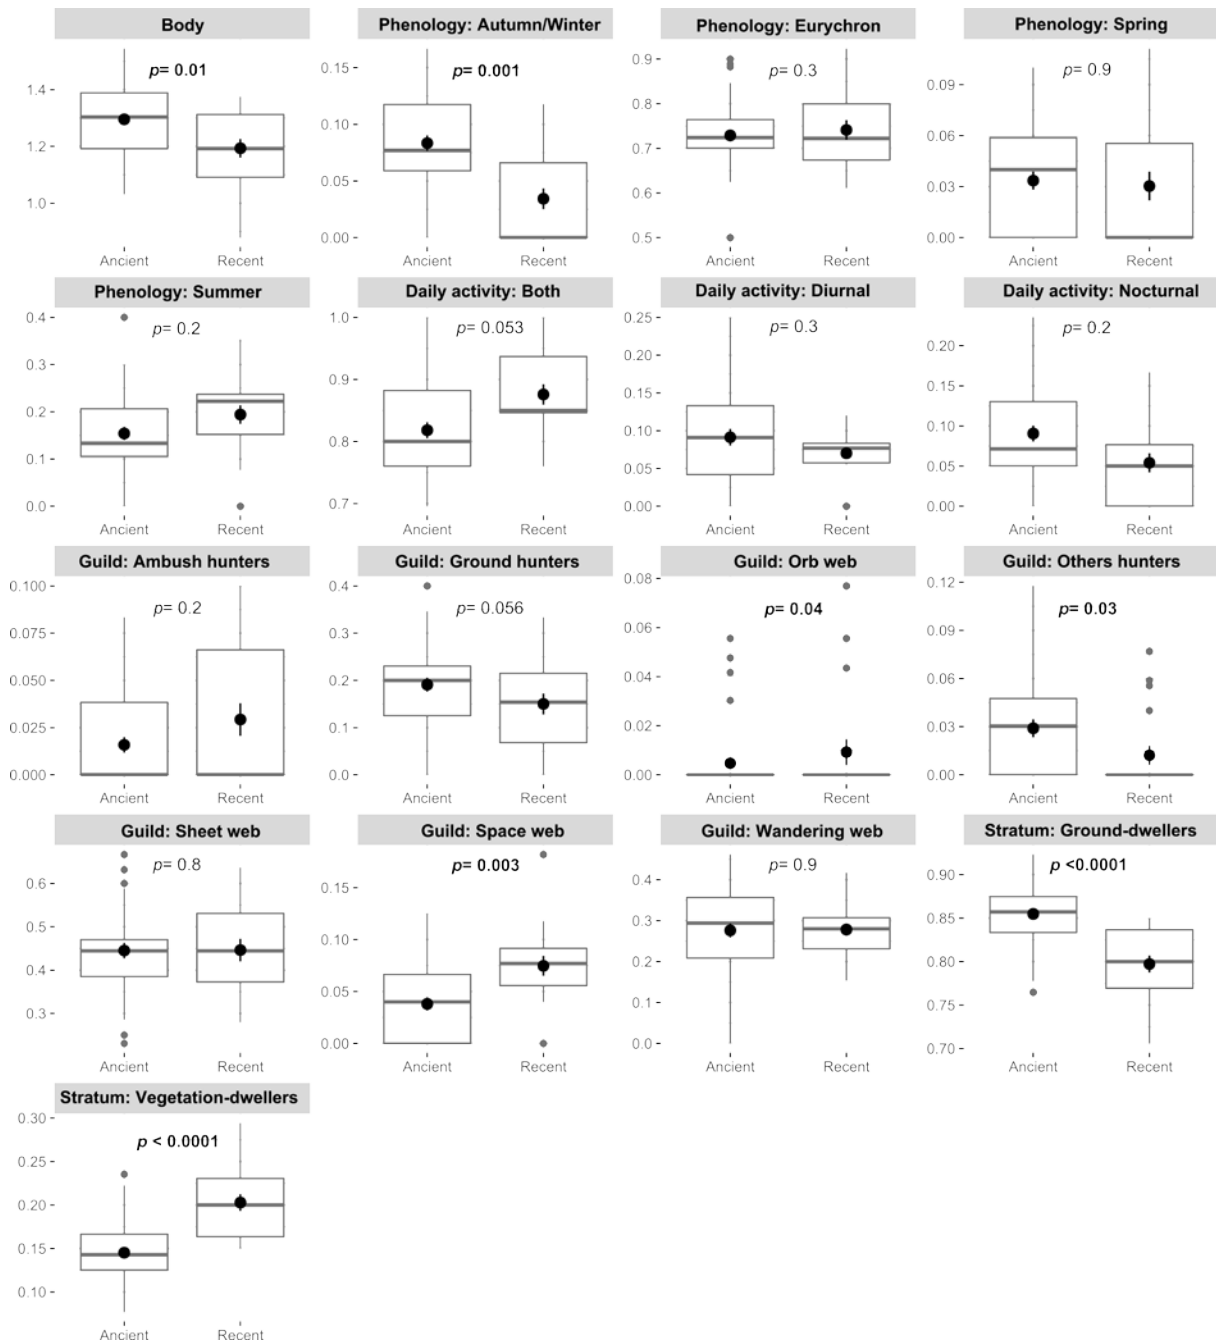 Body
p= 0.01
1.4
1.2
1.0
Ancient Recent
Phenology: Autumn/Winter
p= 0.001
0.15
0.10
0.05
0.00
Ancient Recent
Phenology: Eurychron
p= 0.3
0.9
0.8
0.7
0.6
0.5
Ancient Recent
Phenology: Spring
p= 0.9
0.09
0.06
0.03
0.00
Ancient Recent
Phenology: Summer
p= 0.2
0.4
0.3
0.2
0.1
0.0
Ancient Recent
Daily activity: Both
p= 0.053
1.0
0.9
0.8
0.7
Ancient Recent
Daily activity: Diurnal
p= 0.3
0.25
0.20
0.15
0.10
0.05
0.00
Ancient Recent
Daily activity: Nocturnal
p= 0.2
0.20
0.15
0.10
0.05
0.00
Ancient Recent
Guild: Ambush hunters
p= 0.2
0.100
0.075
0.050
0.025
0.000
Ancient Recent
Guild: Ground hunters
p= 0.056
0.4
0.3
0.2
0.1
0.0
Ancient Recent
Guild: Orb web
p= 0.04
0.08
0.06
0.04
0.02
0.00
Ancient Recent
Guild: Others hunters
p= 0.03
0.12
0.09
0.06
0.03
0.00
Ancient Recent
Guild: Sheet web
p= 0.8
0.6
0.5
0.4
0.3
Ancient Recent
Guild: Space web
p= 0.003
0.15
0.10
0.05
0.00
Ancient Recent
Guild: Wandering web
p= 0.9
0.4
0.3
0.2
0.1
0.0
Ancient Recent
Stratum: Ground-dwellers
p <0.0001
0.90
0.85
0.80
0.75
0.70
Ancient Recent
Stratum: Vegetation-dwellers
p < 0.0001
0.30
0.25
0.20
0.15
0.10
Ancient Recent